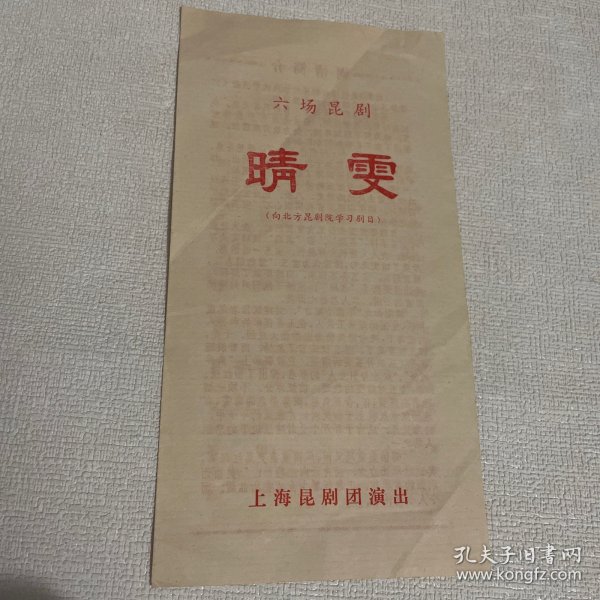 六场昆剧
晴雯
(向北方昆剧院学习剧目)
上海昆剧团演出
孔夫子旧书网
www.kongfz.com